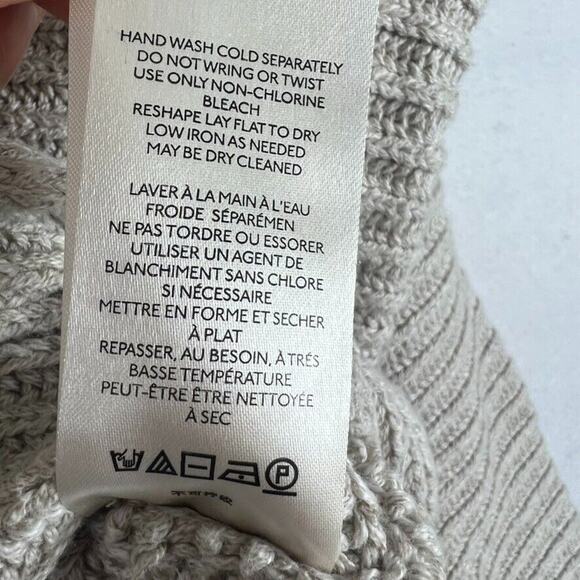 HAND WASH COLD SEPARATELY
DO NOT WRING OR TWIST
USE ONLY NON-CHLORINE
BLEACH
RESHAPE LAY FLAT TO DRY
LOW IRON AS NEEDED
MAY BE DRY CLEANED
LAVER À LA MAIN À L'EAU
FROIDE SÉPARÉMEN
NE PAS TORDRE OU ESSORER
UTILISER UN AGENT DE
BLANCHIMENT SANS CHLORE
SI NÉCESSAIRE
METTRE EN FORME ET SECHER
À PLAT
REPASSER, AU BESOIN, À TRÉS
BASSE TEMPÉRATURE
PEUT-ÊTRE ÊTRE NETTOYÉE
À SEC
P